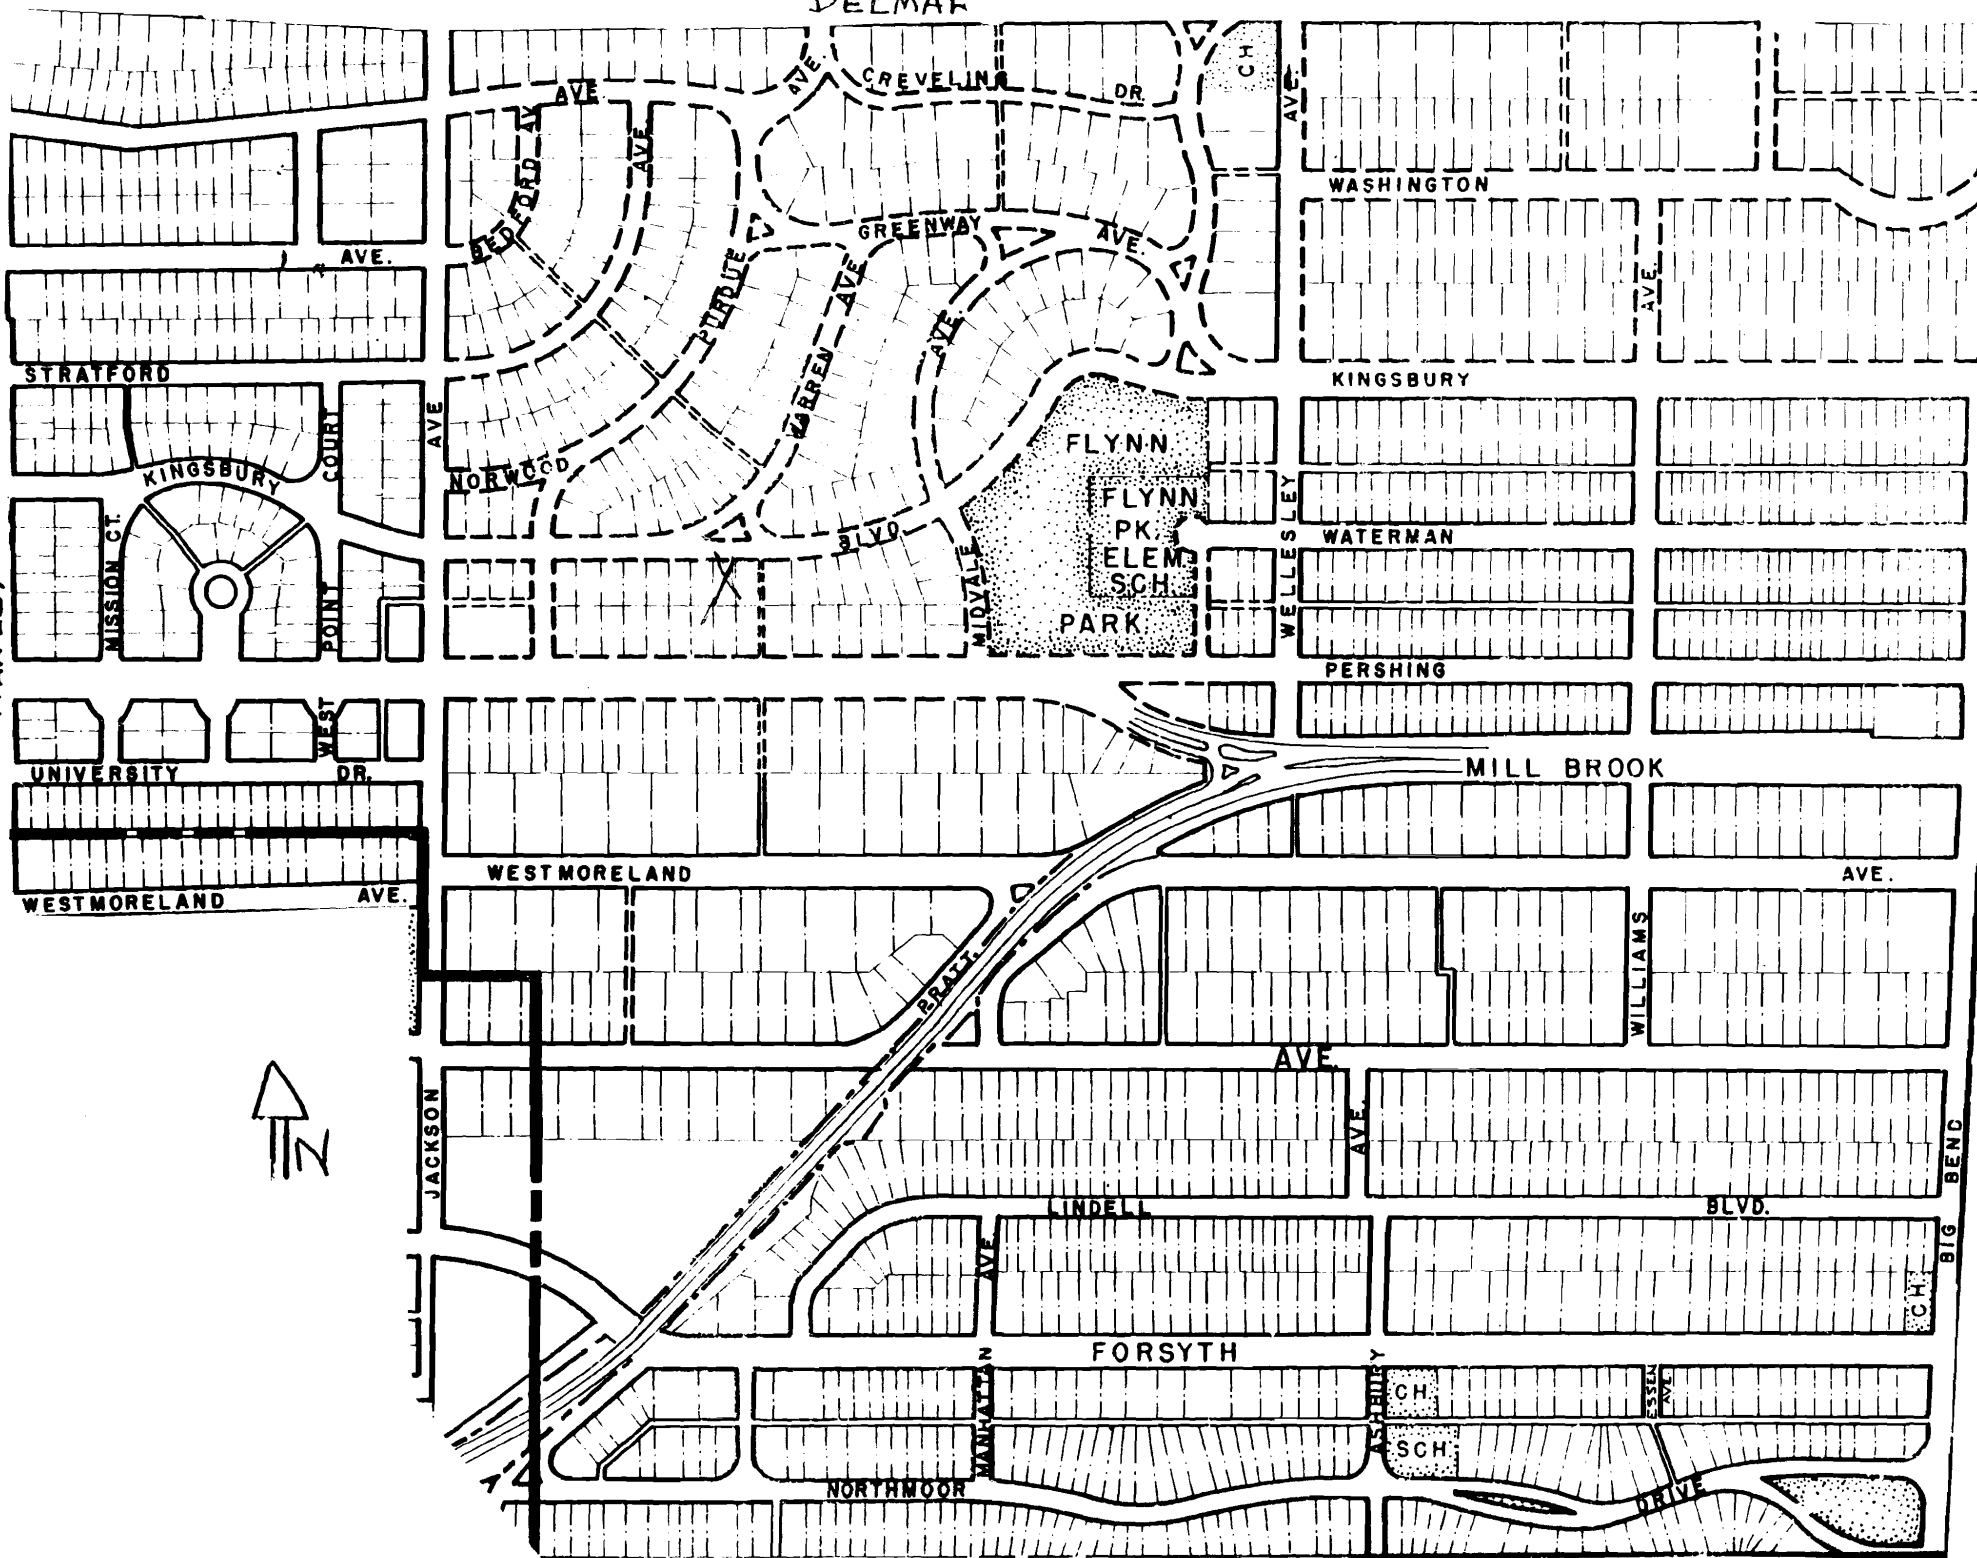 DELMAR
CH
AVE.
CREVELING
DR.
AVE.
AVE.
AVE.
BEDFORD AV.
WASHINGTON
GREENWAY
AVE.
AVE.
PURDUE
AVE.
AVE.
AVE.
WARREN
STRATFORD
KINGSBURY
AVE
COURT
FLYNN
KINGSBURY
NORWOOD
FLYNN
PK.
ELEM.
SCH.
PARK
BLVD
WELLESLEY
WATERMAN
MISSION CT.
POINT
MIDVALE
PERSHING
WEST
UNIVERSITY
DR.
MILL BROOK
WESTMORELAND
AVE.
WESTMORELAND
AVE.
WILLIAMS
PRATT.
AVE.
N
JACKSON
AVE.
BIG BEND
LINDELL
BLVD.
AVE
CH
FORSYTH
MANHATTAN
ASHBURY
CH
AVE
SCH
NORTHMOOR
DRIVE